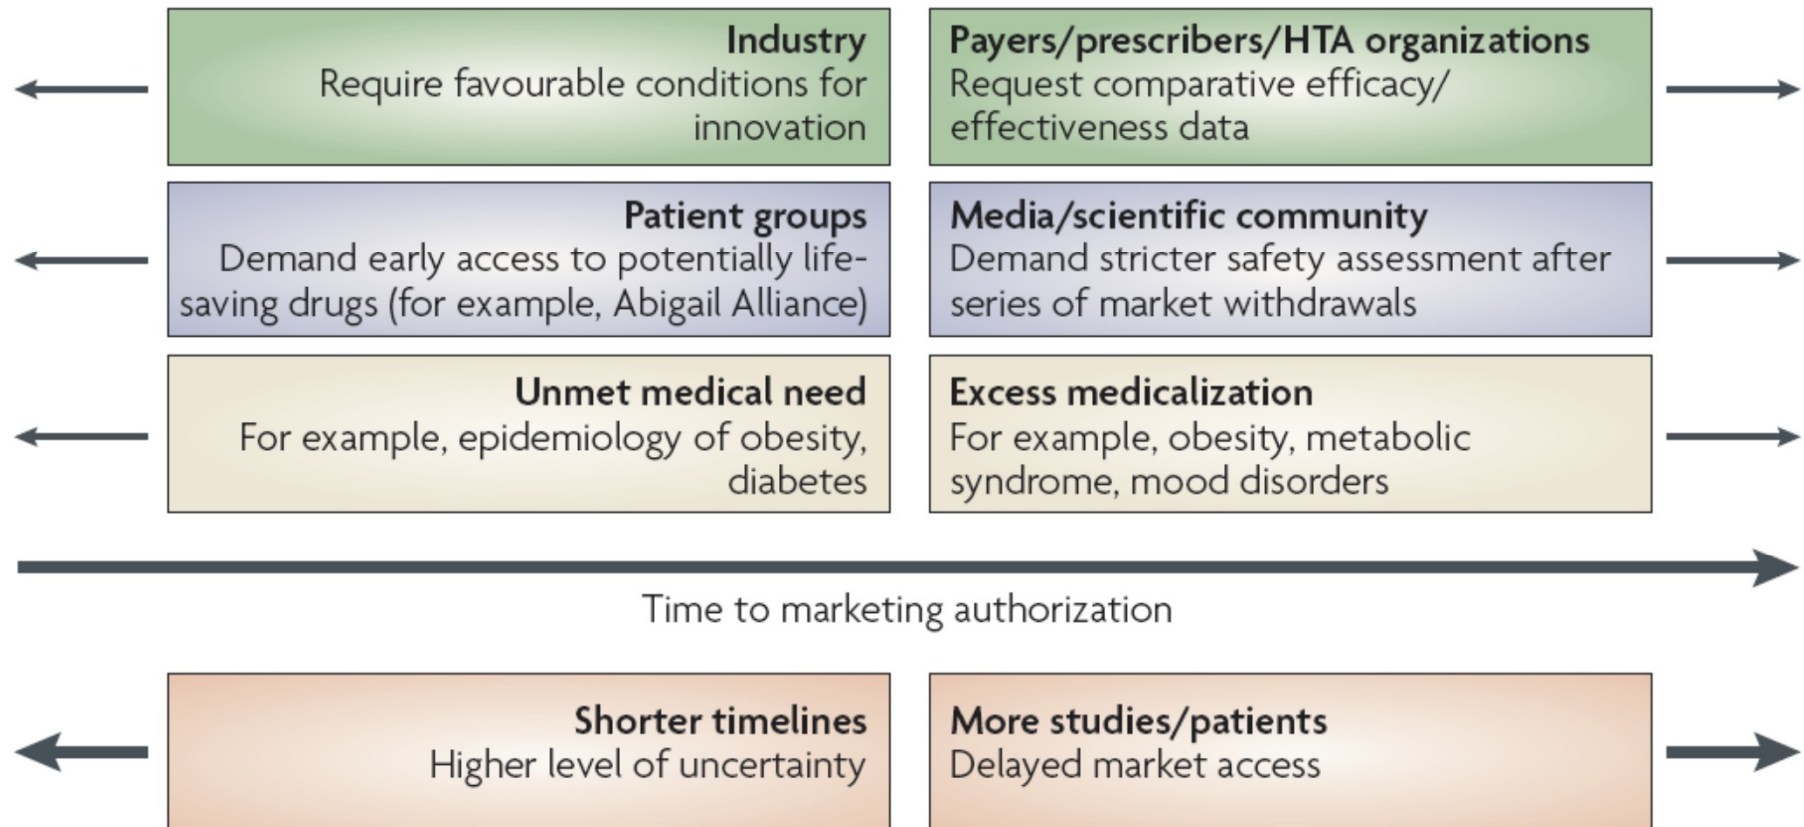 Industry
Require favourable conditions for
innovation
Payers/prescribers/HTA organizations
Request comparative efficacy/
effectiveness data
Patient groups
Demand early access to potentially life-
saving drugs (for example, Abigail Alliance)
Media/scientific community
Demand stricter safety assessment after
series of market withdrawals
Unmet medical need
For example, epidemiology of obesity,
diabetes
Excess medicalization
For example, obesity, metabolic
syndrome, mood disorders
Time to marketing authorization
Shorter timelines
Higher level of uncertainty
More studies/patients
Delayed market access